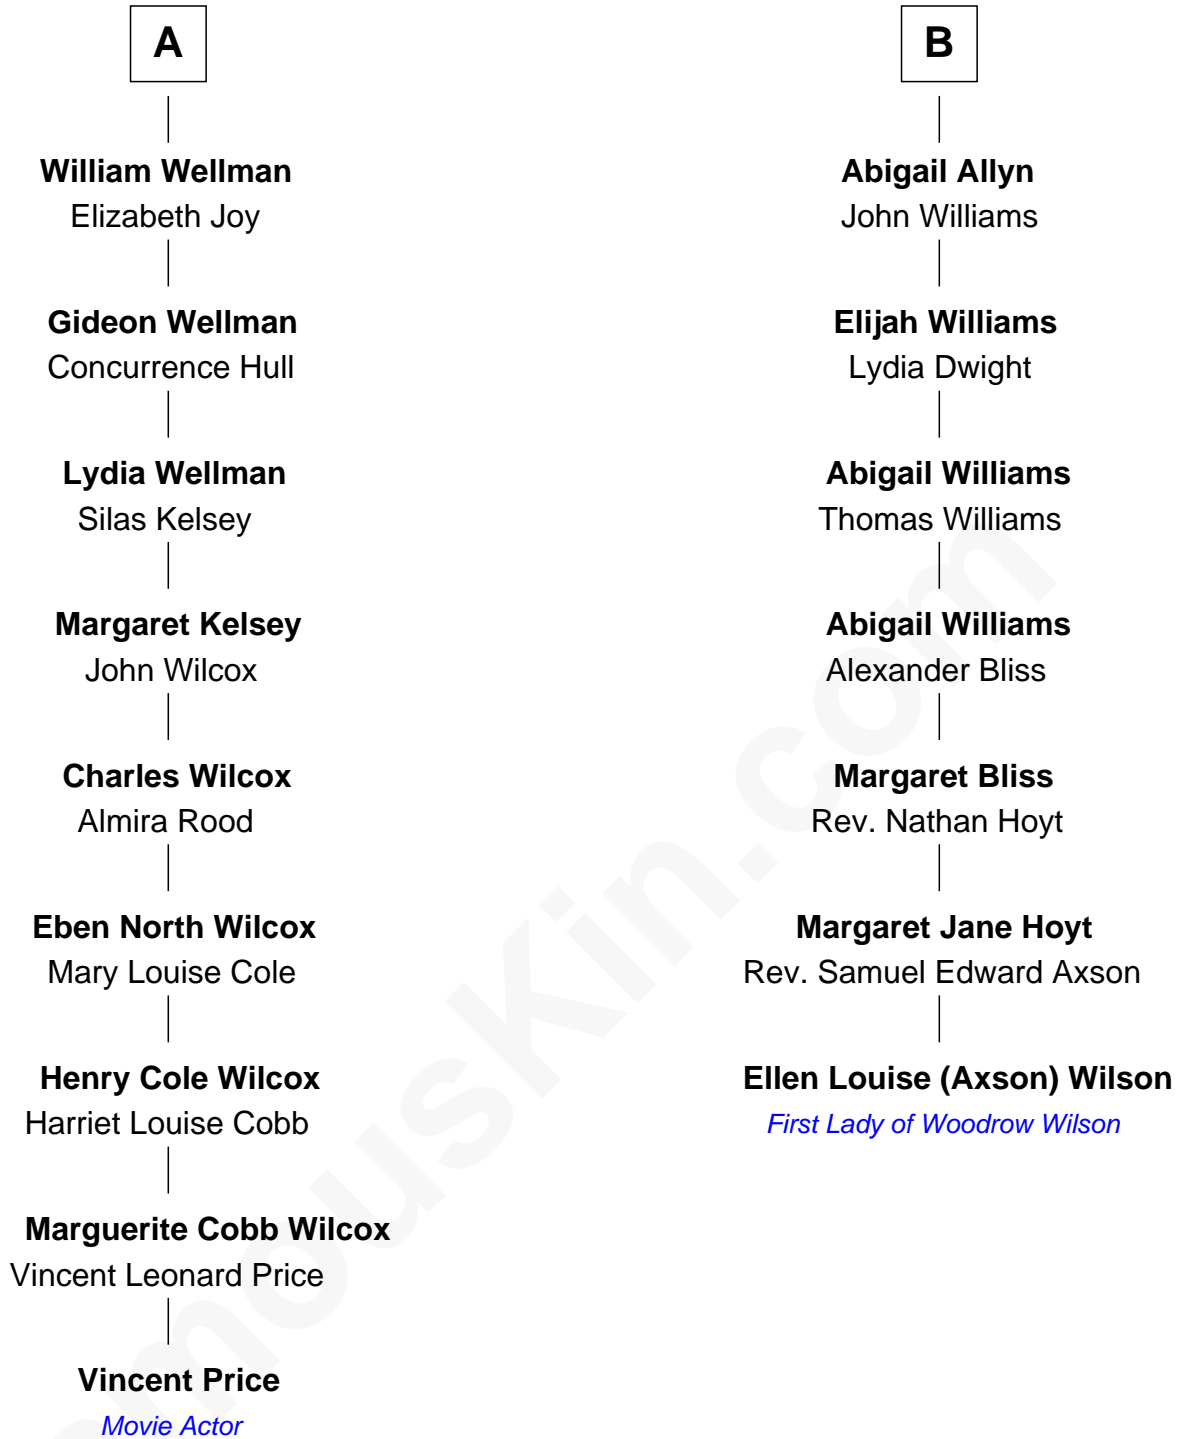 A
William Wellman
Elizabeth Joy
Gideon Wellman
Concurrence Hull
Lydia Wellman
Silas Kelsey
Margaret Kelsey
John Wilcox
Charles Wilcox
Almira Rood
Eben North Wilcox
Mary Louise Cole
Henry Cole Wilcox
Harriet Louise Cobb
Marguerite Cobb Wilcox
Vincent Leonard Price
Vincent Price
Movie Actor
B
Abigail Allyn
John Williams
Elijah Williams
Lydia Dwight
Abigail Williams
Thomas Williams
Abigail Williams
Alexander Bliss
Margaret Bliss
Rev. Nathan Hoyt
Margaret Jane Hoyt
Rev. Samuel Edward Axson
Ellen Louise (Axson) Wilson
First Lady of Woodrow Wilson
mousKin.com